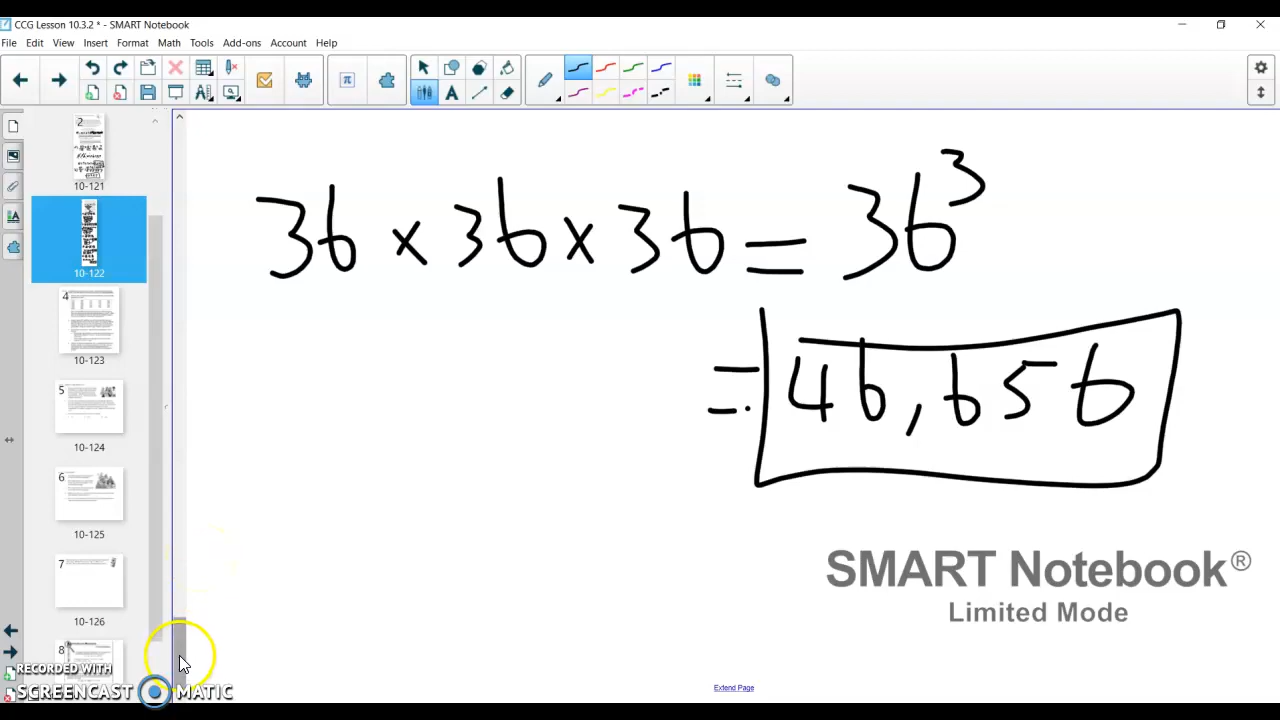 CCG Lesson 10.3.2 * - SMART Notebook
File Edit View Insert Format Math Tools Add-ons Account Help
2
10-121
10-122
4
10-123
5
10-124
6
10-125
7
10-126
8
36 × 36 × 36 = 36³
= 46,656
SMART Notebook®
Limited Mode
Extend Page
RECORDED WITH
SCREENCAST MATIC